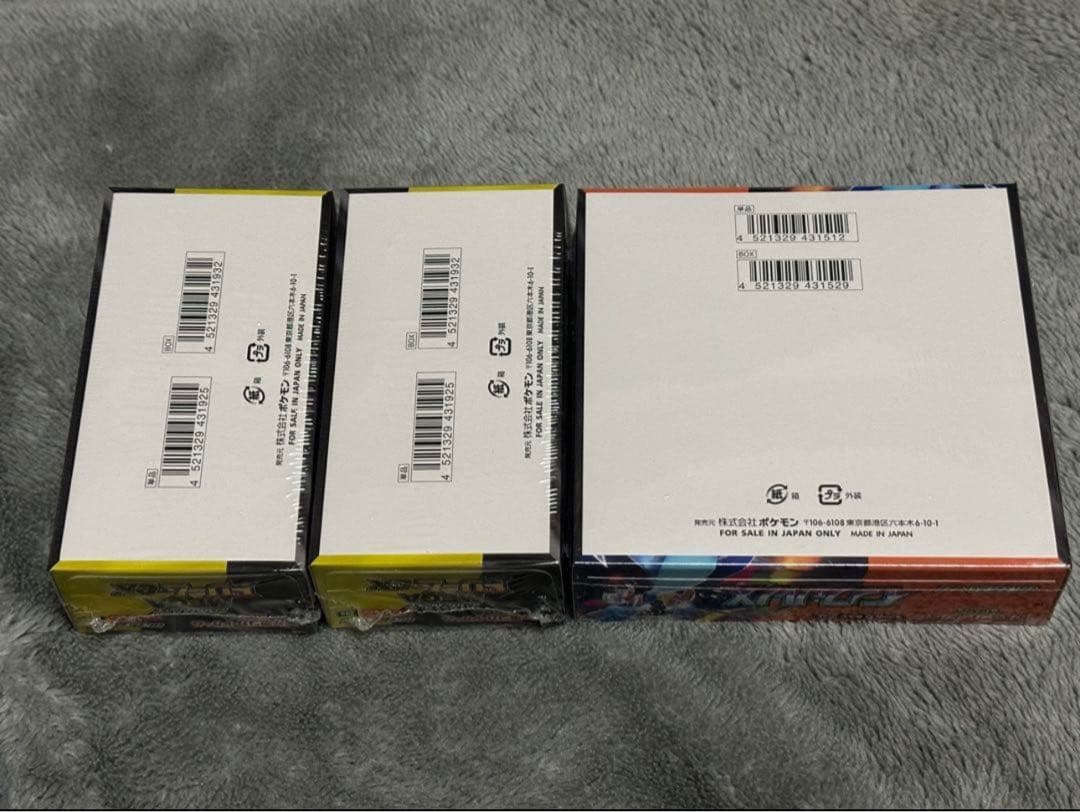 BOX
4 521329 431932
単品
4 521329 431925
プラ 外装
紙 箱
発売元 株式会社ポケモン 〒106-6108 東京都港区六本木6-10-1
FOR SALE IN JAPAN ONLY MADE IN JAPAN
BOX
4 521329 431932
単品
4 521329 431925
プラ 外装
紙 箱
発売元 株式会社ポケモン 〒106-6108 東京都港区六本木6-10-1
FOR SALE IN JAPAN ONLY MADE IN JAPAN
単品
4 521329 431512
BOX
4 521329 431529
紙 箱 プラ 外装
発売元 株式会社ポケモン 〒106-6108 東京都港区六本木6-10-1
FOR SALE IN JAPAN ONLY MADE IN JAPAN
インフェルノX